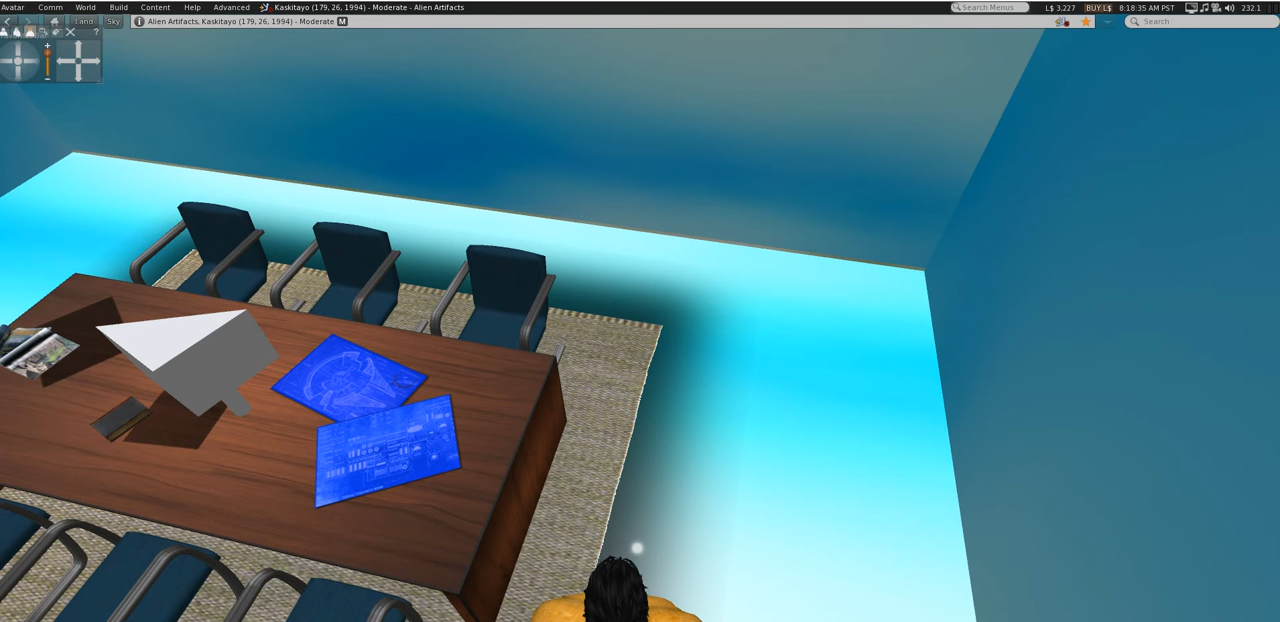 Avatar Comm World Build Content Help Advanced Kaskitayo (179, 26, 1994) - Moderate - Alien Artifacts Search Menus L$ 3,227 BUY L$ 8:18:35 AM PST 232.1
Land Sky i Alien Artifacts, Kaskitayo (179, 26, 1994) - Moderate M Search
?